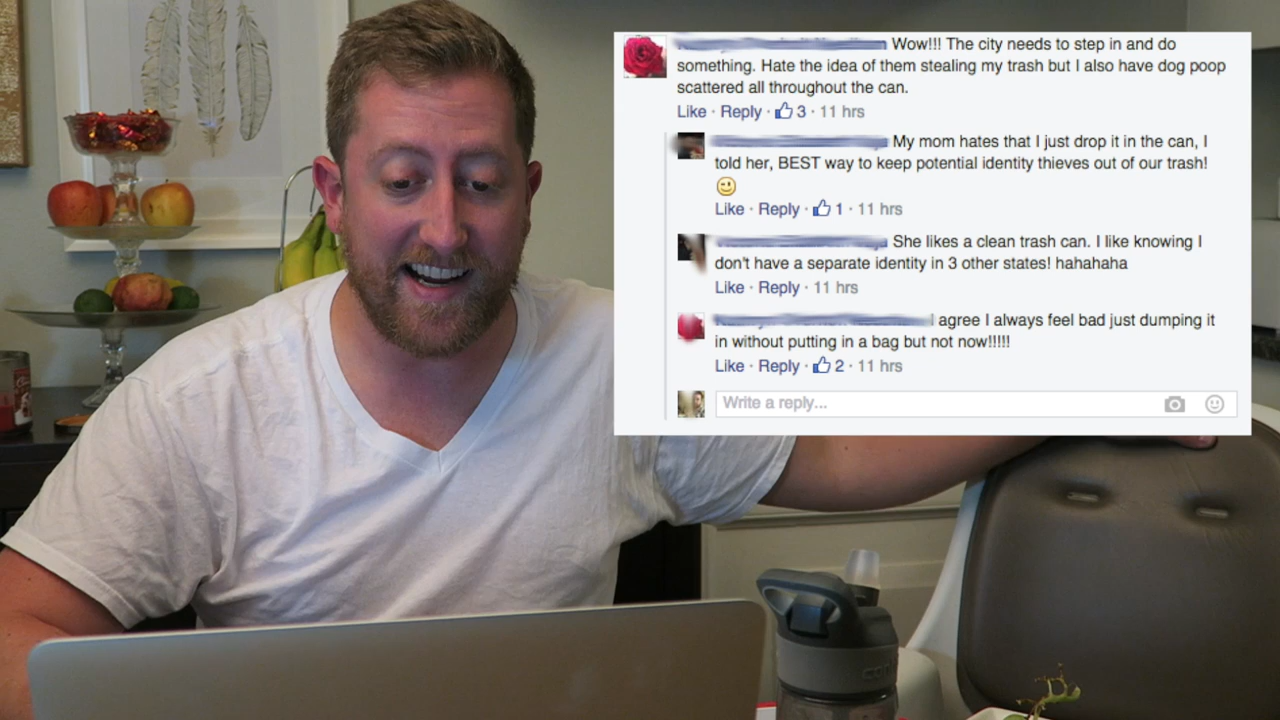 Wow!!! The city needs to step in and do
something. Hate the idea of them stealing my trash but I also have dog poop
scattered all throughout the can.
Like · Reply · 3 · 11 hrs
My mom hates that I just drop it in the can, I
told her, BEST way to keep potential identity thieves out of our trash!
Like · Reply · 1 · 11 hrs
She likes a clean trash can. I like knowing I
don't have a separate identity in 3 other states! hahahaha
Like · Reply · 11 hrs
I agree I always feel bad just dumping it
in without putting in a bag but not now!!!!!
Like · Reply · 2 · 11 hrs
Write a reply...